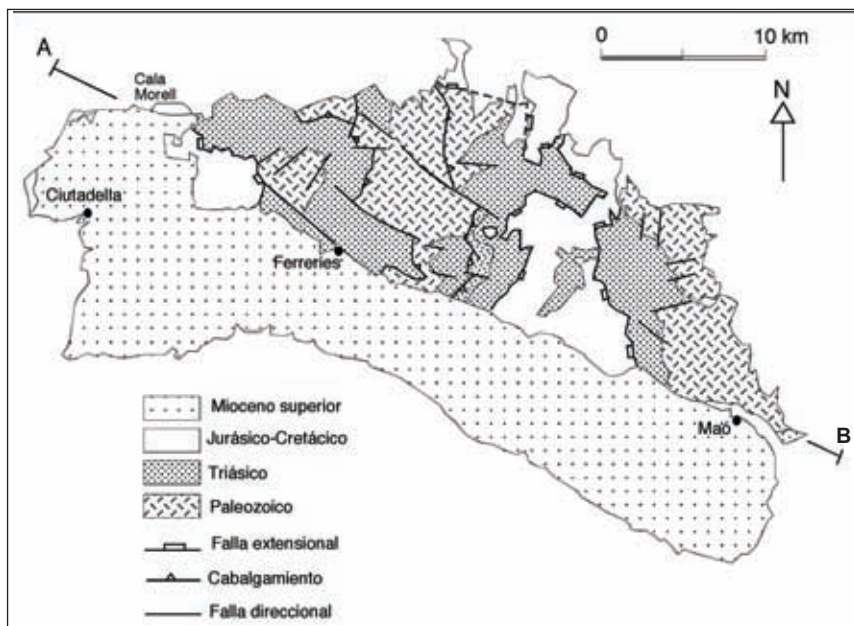 A
Cala
Morell
0 10 km
N
Ciutadella
Ferreries
Maó
B
Mioceno superior
Jurásico-Cretácico
Triásico
Paleozoico
Falla extensional
Cabalgamiento
Falla direccional